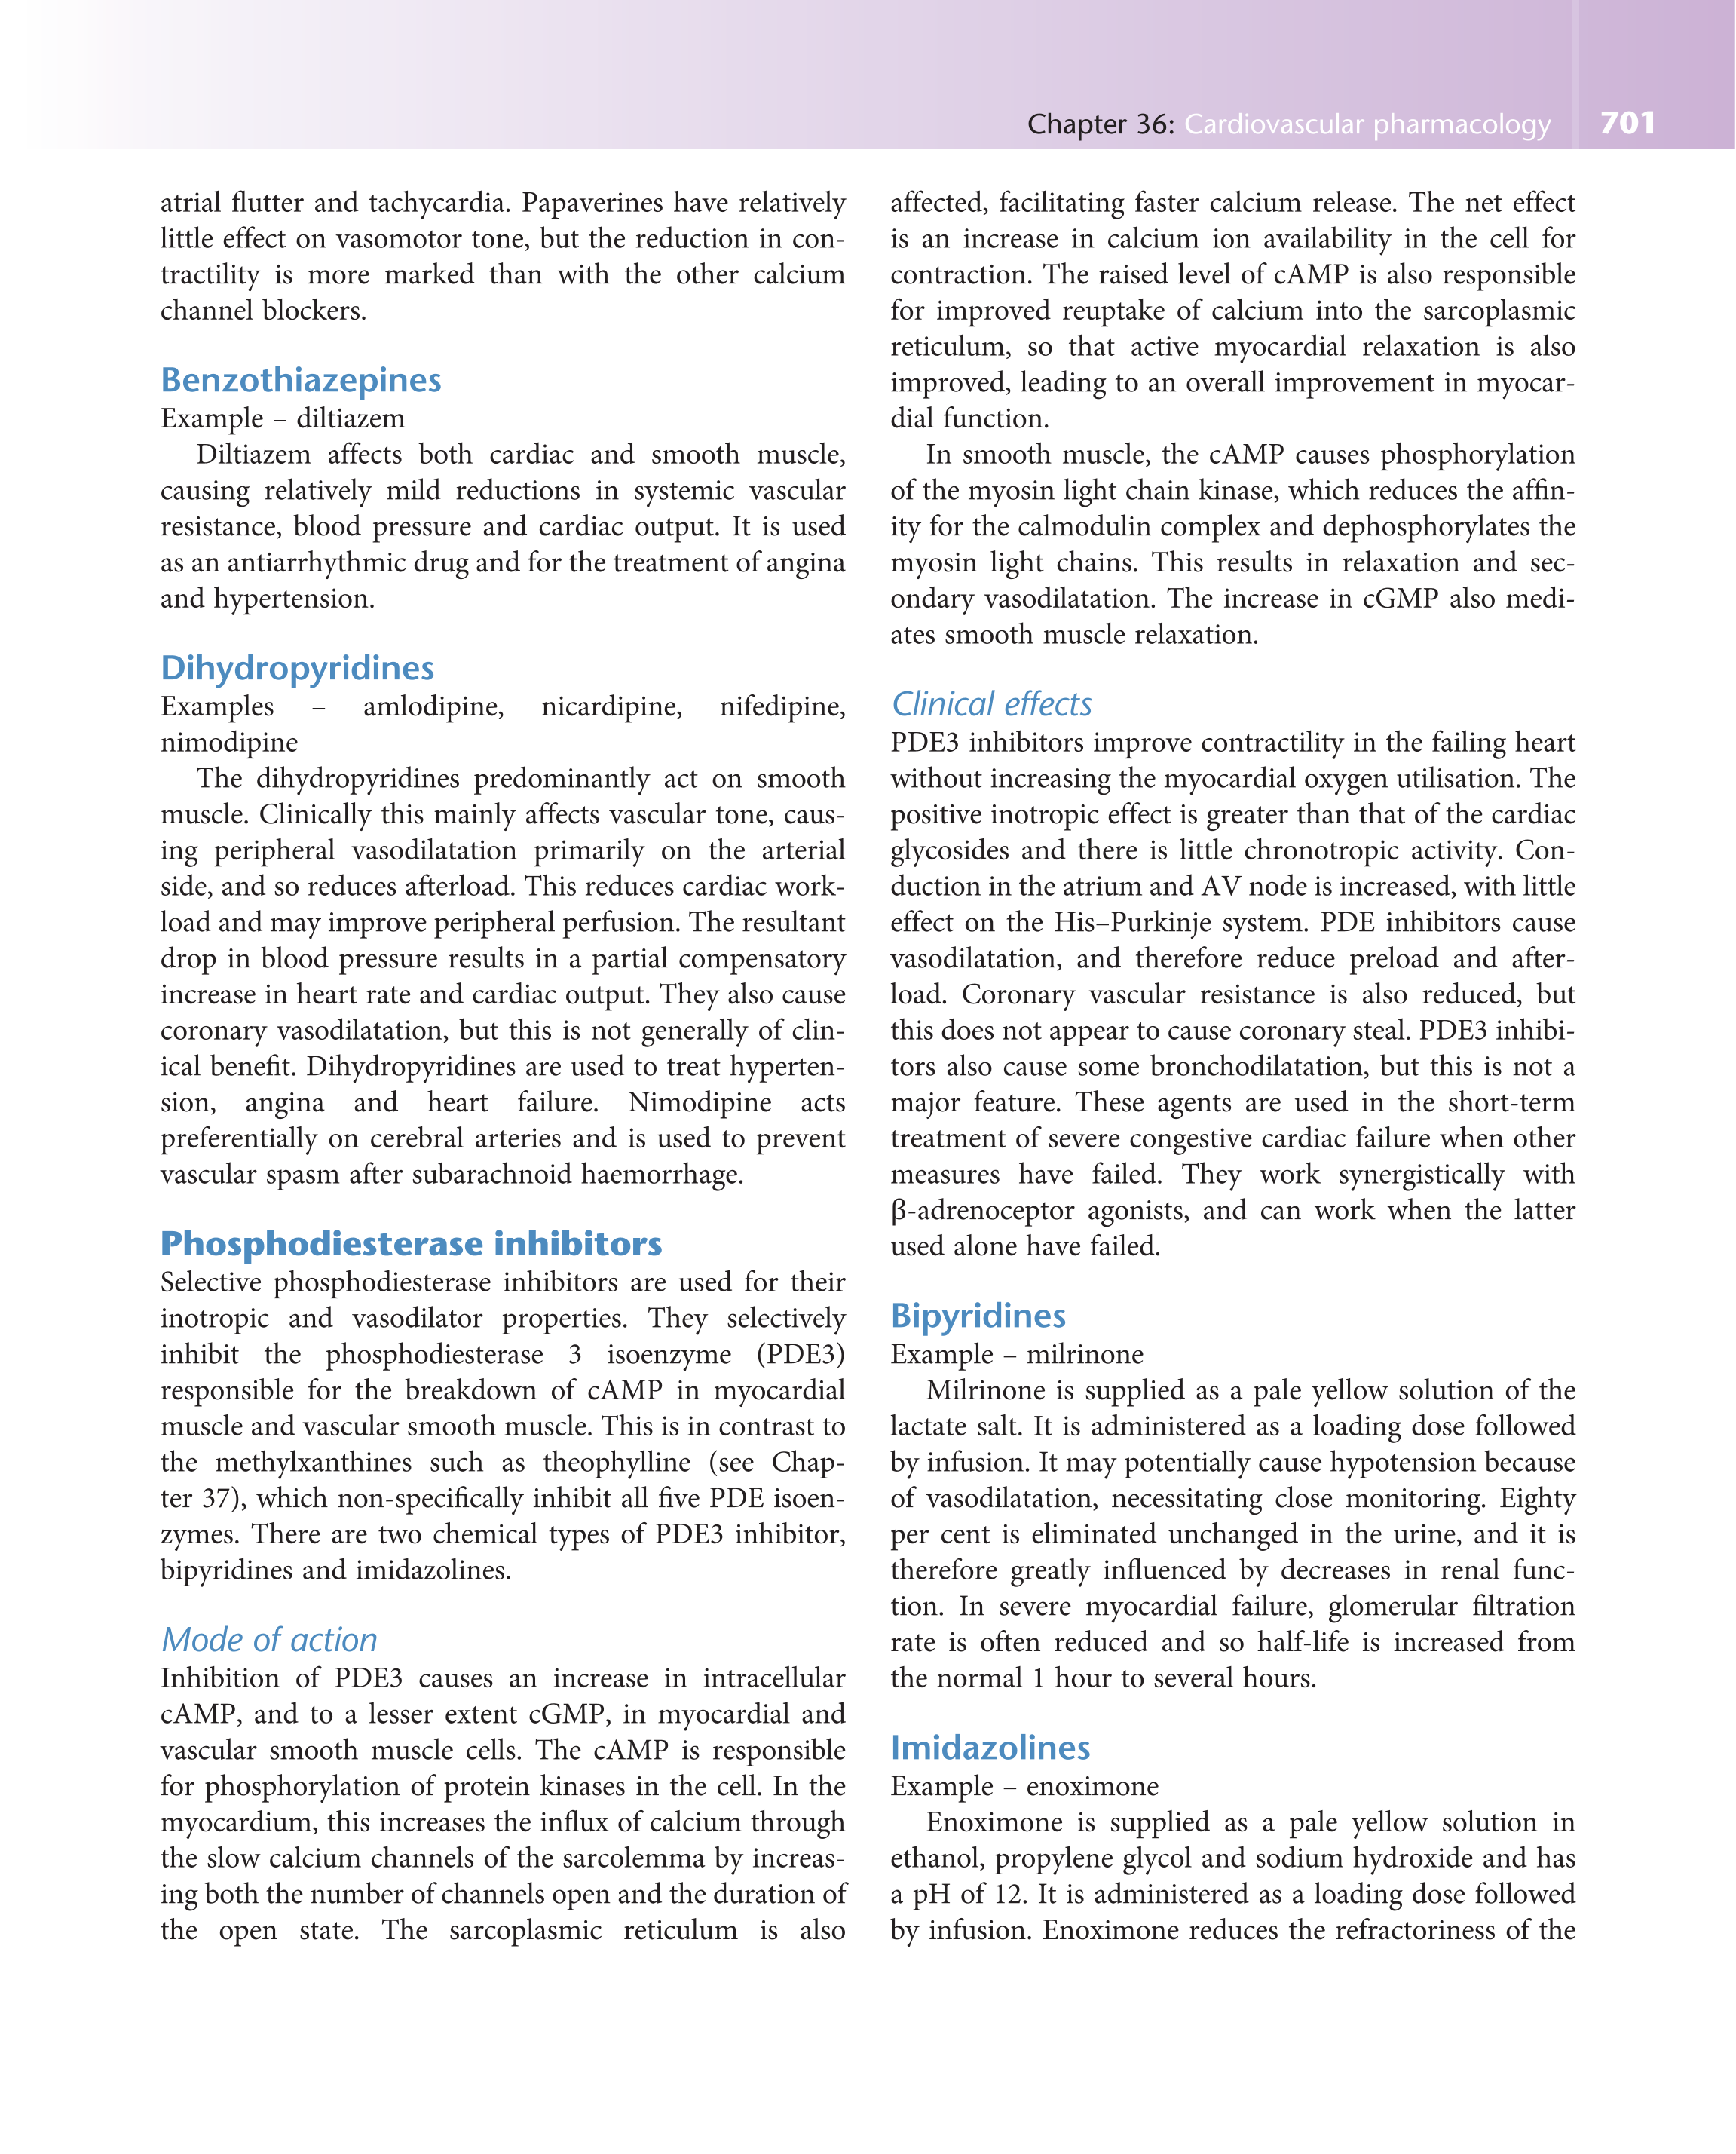 Chapter 36: Cardiovascular pharmacology 701
atrial flutter and tachycardia. Papaverines have relatively
little effect on vasomotor tone, but the reduction in con-
tractility is more marked than with the other calcium
channel blockers.
Benzothiazepines
Example – diltiazem
Diltiazem affects both cardiac and smooth muscle,
causing relatively mild reductions in systemic vascular
resistance, blood pressure and cardiac output. It is used
as an antiarrhythmic drug and for the treatment of angina
and hypertension.
Dihydropyridines
Examples – amlodipine, nicardipine, nifedipine,
nimodipine
The dihydropyridines predominantly act on smooth
muscle. Clinically this mainly affects vascular tone, caus-
ing peripheral vasodilatation primarily on the arterial
side, and so reduces afterload. This reduces cardiac work-
load and may improve peripheral perfusion. The resultant
drop in blood pressure results in a partial compensatory
increase in heart rate and cardiac output. They also cause
coronary vasodilatation, but this is not generally of clin-
ical benefit. Dihydropyridines are used to treat hyperten-
sion, angina and heart failure. Nimodipine acts
preferentially on cerebral arteries and is used to prevent
vascular spasm after subarachnoid haemorrhage.
Phosphodiesterase inhibitors
Selective phosphodiesterase inhibitors are used for their
inotropic and vasodilator properties. They selectively
inhibit the phosphodiesterase 3 isoenzyme (PDE3)
responsible for the breakdown of cAMP in myocardial
muscle and vascular smooth muscle. This is in contrast to
the methylxanthines such as theophylline (see Chap-
ter 37), which non-specifically inhibit all five PDE isoen-
zymes. There are two chemical types of PDE3 inhibitor,
bipyridines and imidazolines.
Mode of action
Inhibition of PDE3 causes an increase in intracellular
cAMP, and to a lesser extent cGMP, in myocardial and
vascular smooth muscle cells. The cAMP is responsible
for phosphorylation of protein kinases in the cell. In the
myocardium, this increases the influx of calcium through
the slow calcium channels of the sarcolemma by increas-
ing both the number of channels open and the duration of
the open state. The sarcoplasmic reticulum is also
affected, facilitating faster calcium release. The net effect
is an increase in calcium ion availability in the cell for
contraction. The raised level of cAMP is also responsible
for improved reuptake of calcium into the sarcoplasmic
reticulum, so that active myocardial relaxation is also
improved, leading to an overall improvement in myocar-
dial function.
In smooth muscle, the cAMP causes phosphorylation
of the myosin light chain kinase, which reduces the affin-
ity for the calmodulin complex and dephosphorylates the
myosin light chains. This results in relaxation and sec-
ondary vasodilatation. The increase in cGMP also medi-
ates smooth muscle relaxation.
Clinical effects
PDE3 inhibitors improve contractility in the failing heart
without increasing the myocardial oxygen utilisation. The
positive inotropic effect is greater than that of the cardiac
glycosides and there is little chronotropic activity. Con-
duction in the atrium and AV node is increased, with little
effect on the His–Purkinje system. PDE inhibitors cause
vasodilatation, and therefore reduce preload and after-
load. Coronary vascular resistance is also reduced, but
this does not appear to cause coronary steal. PDE3 inhibi-
tors also cause some bronchodilatation, but this is not a
major feature. These agents are used in the short-term
treatment of severe congestive cardiac failure when other
measures have failed. They work synergistically with
β-adrenoceptor agonists, and can work when the latter
used alone have failed.
Bipyridines
Example – milrinone
Milrinone is supplied as a pale yellow solution of the
lactate salt. It is administered as a loading dose followed
by infusion. It may potentially cause hypotension because
of vasodilatation, necessitating close monitoring. Eighty
per cent is eliminated unchanged in the urine, and it is
therefore greatly influenced by decreases in renal func-
tion. In severe myocardial failure, glomerular filtration
rate is often reduced and so half-life is increased from
the normal 1 hour to several hours.
Imidazolines
Example – enoximone
Enoximone is supplied as a pale yellow solution in
ethanol, propylene glycol and sodium hydroxide and has
a pH of 12. It is administered as a loading dose followed
by infusion. Enoximone reduces the refractoriness of the